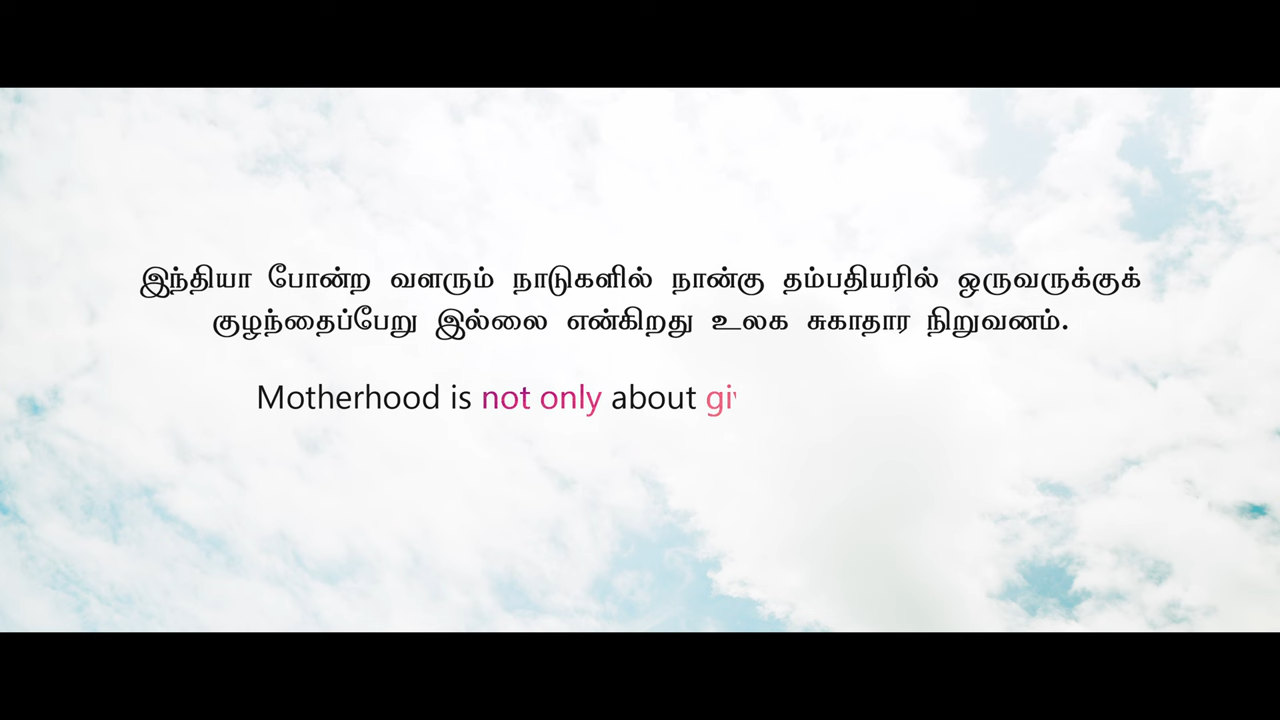 இந்தியா போன்ற வளரும் நாடுகளில் நான்கு தம்பதியரில் ஒருவருக்குக்
குழந்தைப்பேறு இல்லை என்கிறது உலக சுகாதார நிறுவனம்.
Motherhood is not only about